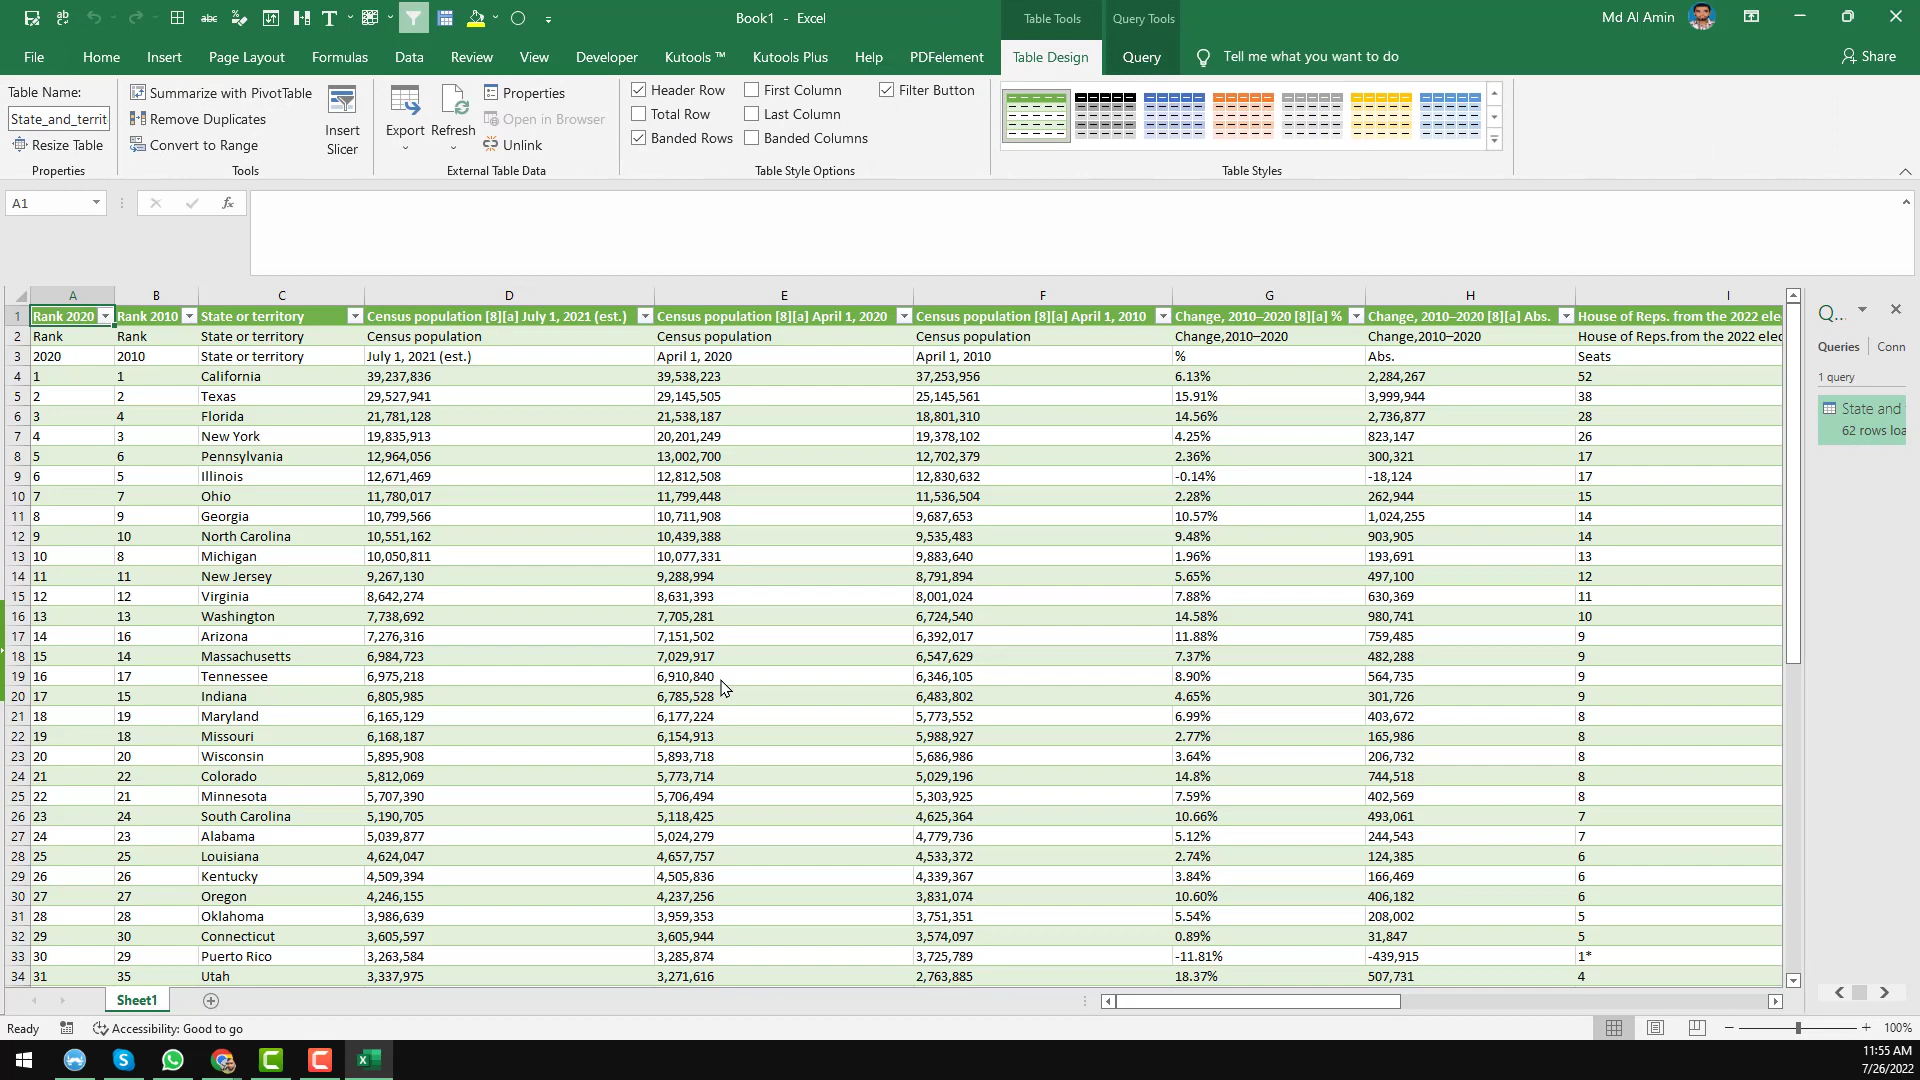 Book1 - Excel
Table Tools
Query Tools
Md Al Amin
File Home Insert Page Layout Formulas Data Review View Developer Kutools ™ Kutools Plus Help PDFelement Table Design Query Tell me what you want to do Share
Table Name:
State_and_territ
Resize Table
Properties
Summarize with PivotTable
Remove Duplicates
Convert to Range
Insert
Slicer
Tools
Export
Refresh
Properties
Open in Browser
Unlink
External Table Data
Header Row First Column Filter Button
Total Row Last Column
Banded Rows Banded Columns
Table Style Options
Table Styles
A1
fx
A B C D E F G H I
1 Rank 2020 Rank 2010 State or territory Census population [8][a] July 1, 2021 (est.) Census population [8][a] April 1, 2020 Census population [8][a] April 1, 2010 Change, 2010–2020 [8][a] % Change, 2010–2020 [8][a] Abs. House of Reps. from the 2022 ele
2 Rank Rank State or territory Census population Census population Census population Change,2010–2020 Change,2010–2020 House of Reps.from the 2022 elec
3 2020 2010 State or territory July 1, 2021 (est.) April 1, 2020 April 1, 2010 % Abs. Seats
4 1 1 California 39,237,836 39,538,223 37,253,956 6.13% 2,284,267 52
5 2 2 Texas 29,527,941 29,145,505 25,145,561 15.91% 3,999,944 38
6 3 4 Florida 21,781,128 21,538,187 18,801,310 14.56% 2,736,877 28
7 4 3 New York 19,835,913 20,201,249 19,378,102 4.25% 823,147 26
8 5 6 Pennsylvania 12,964,056 13,002,700 12,702,379 2.36% 300,321 17
9 6 5 Illinois 12,671,469 12,812,508 12,830,632 -0.14% -18,124 17
10 7 7 Ohio 11,780,017 11,799,448 11,536,504 2.28% 262,944 15
11 8 9 Georgia 10,799,566 10,711,908 9,687,653 10.57% 1,024,255 14
12 9 10 North Carolina 10,551,162 10,439,388 9,535,483 9.48% 903,905 14
13 10 8 Michigan 10,050,811 10,077,331 9,883,640 1.96% 193,691 13
14 11 11 New Jersey 9,267,130 9,288,994 8,791,894 5.65% 497,100 12
15 12 12 Virginia 8,642,274 8,631,393 8,001,024 7.88% 630,369 11
16 13 13 Washington 7,738,692 7,705,281 6,724,540 14.58% 980,741 10
17 14 16 Arizona 7,276,316 7,151,502 6,392,017 11.88% 759,485 9
18 15 14 Massachusetts 6,984,723 7,029,917 6,547,629 7.37% 482,288 9
19 16 17 Tennessee 6,975,218 6,910,840 6,346,105 8.90% 564,735 9
20 17 15 Indiana 6,805,985 6,785,528 6,483,802 4.65% 301,726 9
21 18 19 Maryland 6,165,129 6,177,224 5,773,552 6.99% 403,672 8
22 19 18 Missouri 6,168,187 6,154,913 5,988,927 2.77% 165,986 8
23 20 20 Wisconsin 5,895,908 5,893,718 5,686,986 3.64% 206,732 8
24 21 22 Colorado 5,812,069 5,773,714 5,029,196 14.8% 744,518 8
25 22 21 Minnesota 5,707,390 5,706,494 5,303,925 7.59% 402,569 8
26 23 24 South Carolina 5,190,705 5,118,425 4,625,364 10.66% 493,061 7
27 24 23 Alabama 5,039,877 5,024,279 4,779,736 5.12% 244,543 7
28 25 25 Louisiana 4,624,047 4,657,757 4,533,372 2.74% 124,385 6
29 26 26 Kentucky 4,509,394 4,505,836 4,339,367 3.84% 166,469 6
30 27 27 Oregon 4,246,155 4,237,256 3,831,074 10.60% 406,182 6
31 28 28 Oklahoma 3,986,639 3,959,353 3,751,351 5.54% 208,002 5
32 29 30 Connecticut 3,605,597 3,605,944 3,574,097 0.89% 31,847 5
33 30 29 Puerto Rico 3,263,584 3,285,874 3,725,789 -11.81% -439,915 1*
34 31 35 Utah 3,337,975 3,271,616 2,763,885 18.37% 507,731 4
Q...
Queries Conn
1 query
State and
62 rows loa
Sheet1
Ready Accessibility: Good to go
100%
11:55 AM
7/26/2022